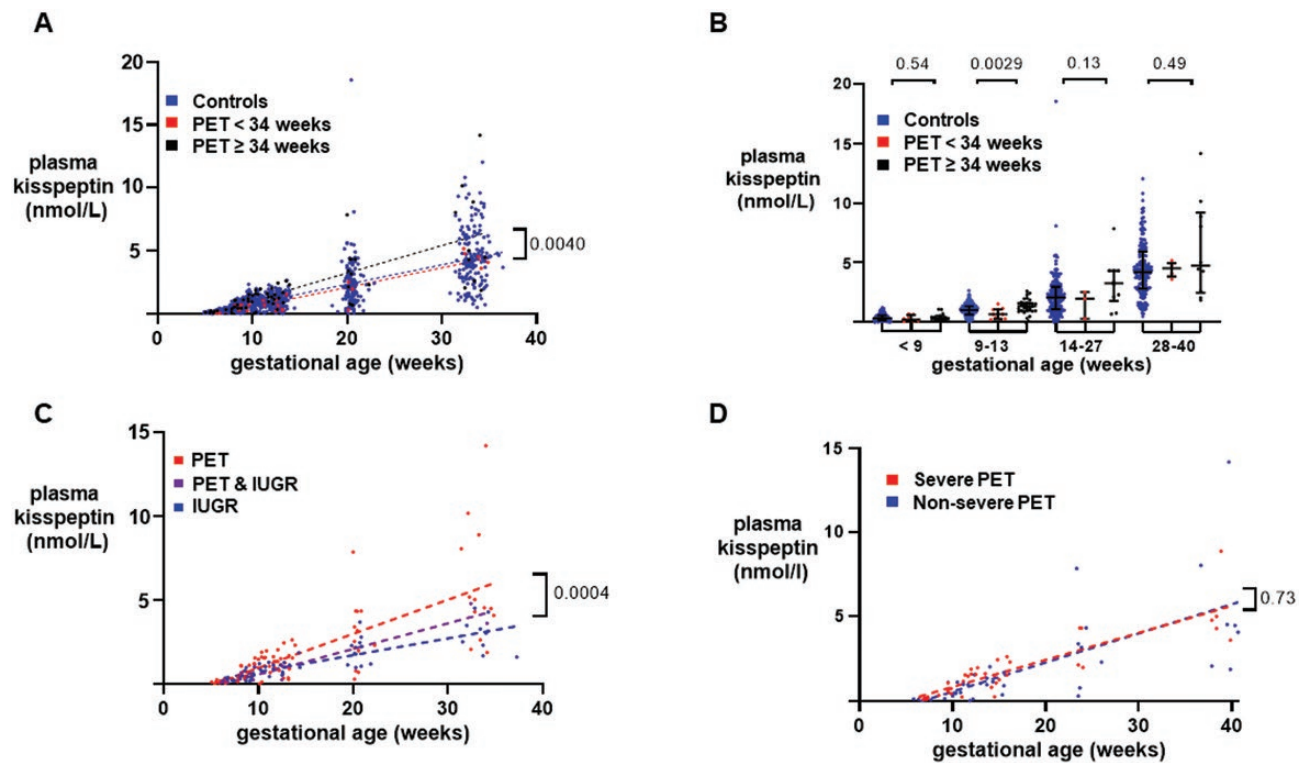 A
20
15
10
5
0
10
20
30
40
Controls
PET < 34 weeks
PET ≥ 34 weeks
plasma
kisspeptin
(nmol/L)
0.0040
gestational age (weeks)
B
0.54
0.0029
0.13
0.49
20
15
10
5
0
Controls
PET < 34 weeks
PET ≥ 34 weeks
plasma
kisspeptin
(nmol/L)
< 9
9-13
14-27
28-40
gestational age (weeks)
C
15
10
5
0
10
20
30
40
PET
PET & IUGR
IUGR
plasma
kisspeptin
(nmol/L)
0.0004
gestational age (weeks)
D
15
10
5
0
10
20
30
40
Severe PET
Non-severe PET
plasma
kisspeptin
(nmol/l)
0.73
gestational age (weeks)